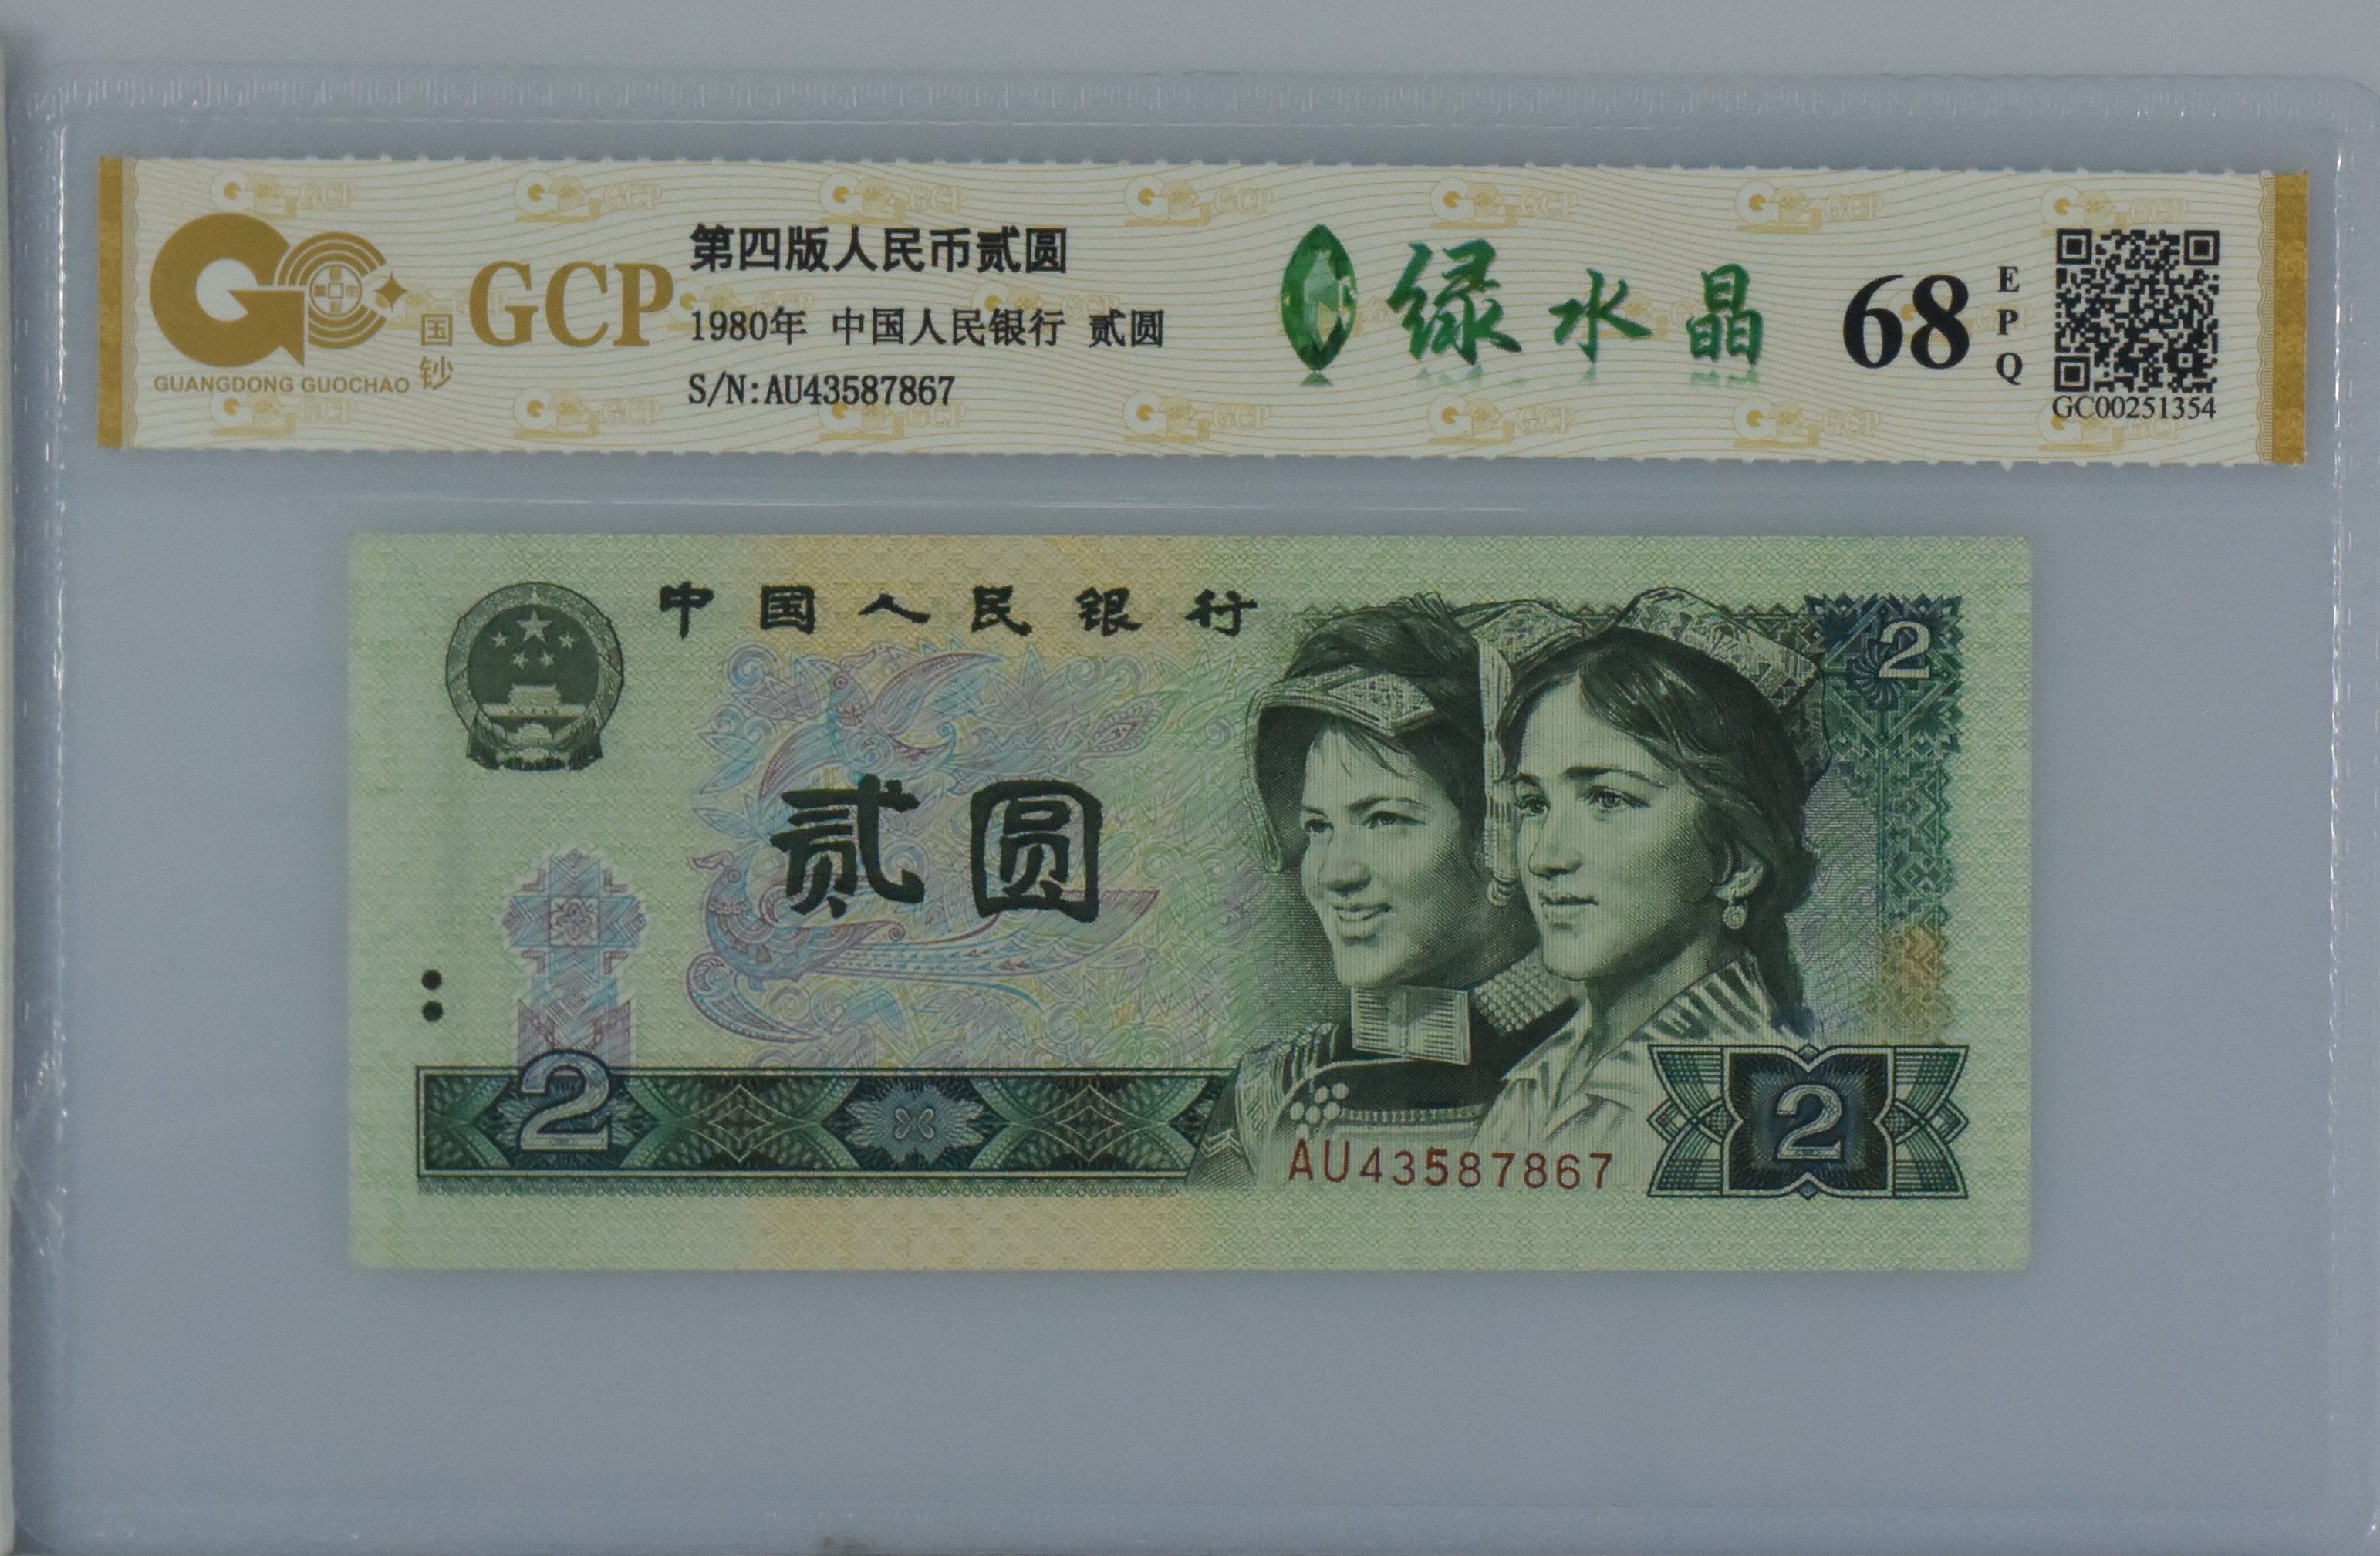 GCP
国钞
GUANGDONG GUOCHAO
第四版人民币贰圆
1980年 中国人民银行 贰圆
S/N:AU43587867
绿水晶
68
EPQ
GC00251354
中国人民银行
2
贰圆
2
AU43587867
2